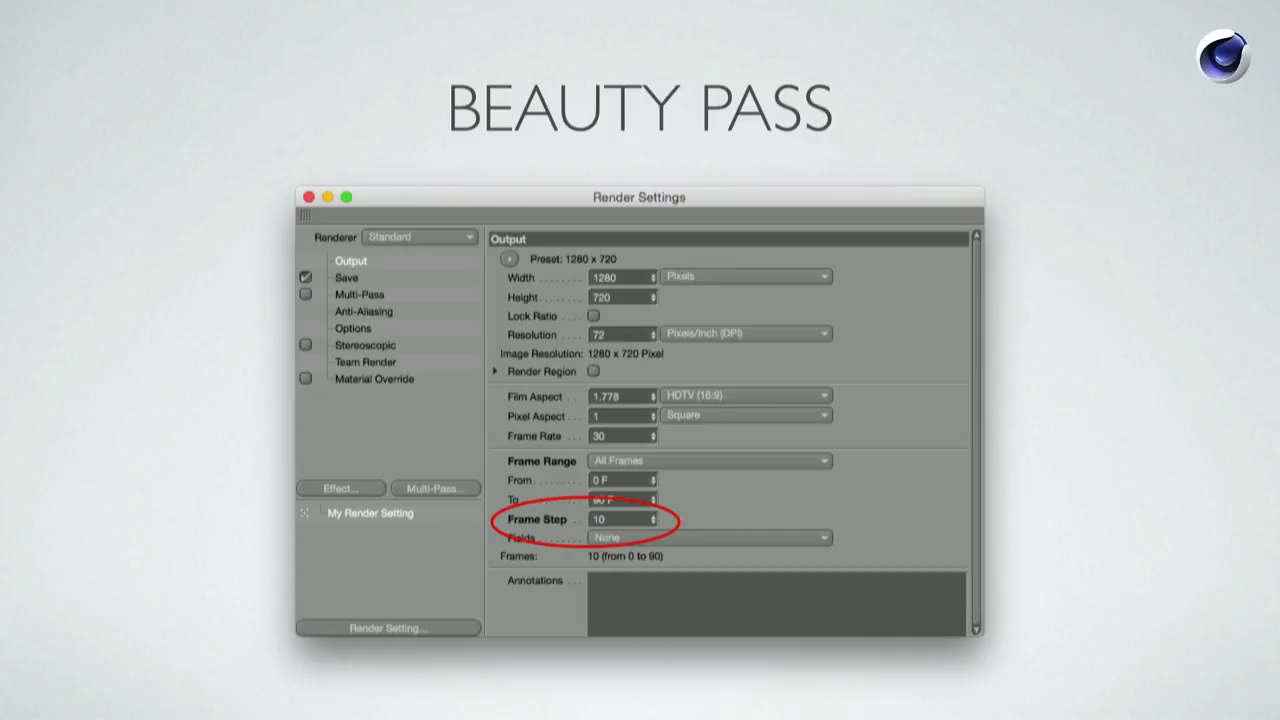 BEAUTY PASS
Render Settings
Renderer Standard
Output
Save
Multi-Pass
Anti-Aliasing
Options
Stereoscopic
Team Render
Material Override
Effect... Multi-Pass...
My Render Setting
Render Setting...
Output
Preset: 1280 x 720
Width 1280 Pixels
Height 720
Lock Ratio
Resolution 72 Pixels/Inch (DPI)
Image Resolution: 1280 x 720 Pixel
Render Region
Film Aspect 1.778 HDTV (16:9)
Pixel Aspect 1 Square
Frame Rate 30
Frame Range All Frames
From 0 F
To 90 F
Frame Step 10
Fields None
Frames: 10 (from 0 to 90)
Annotations